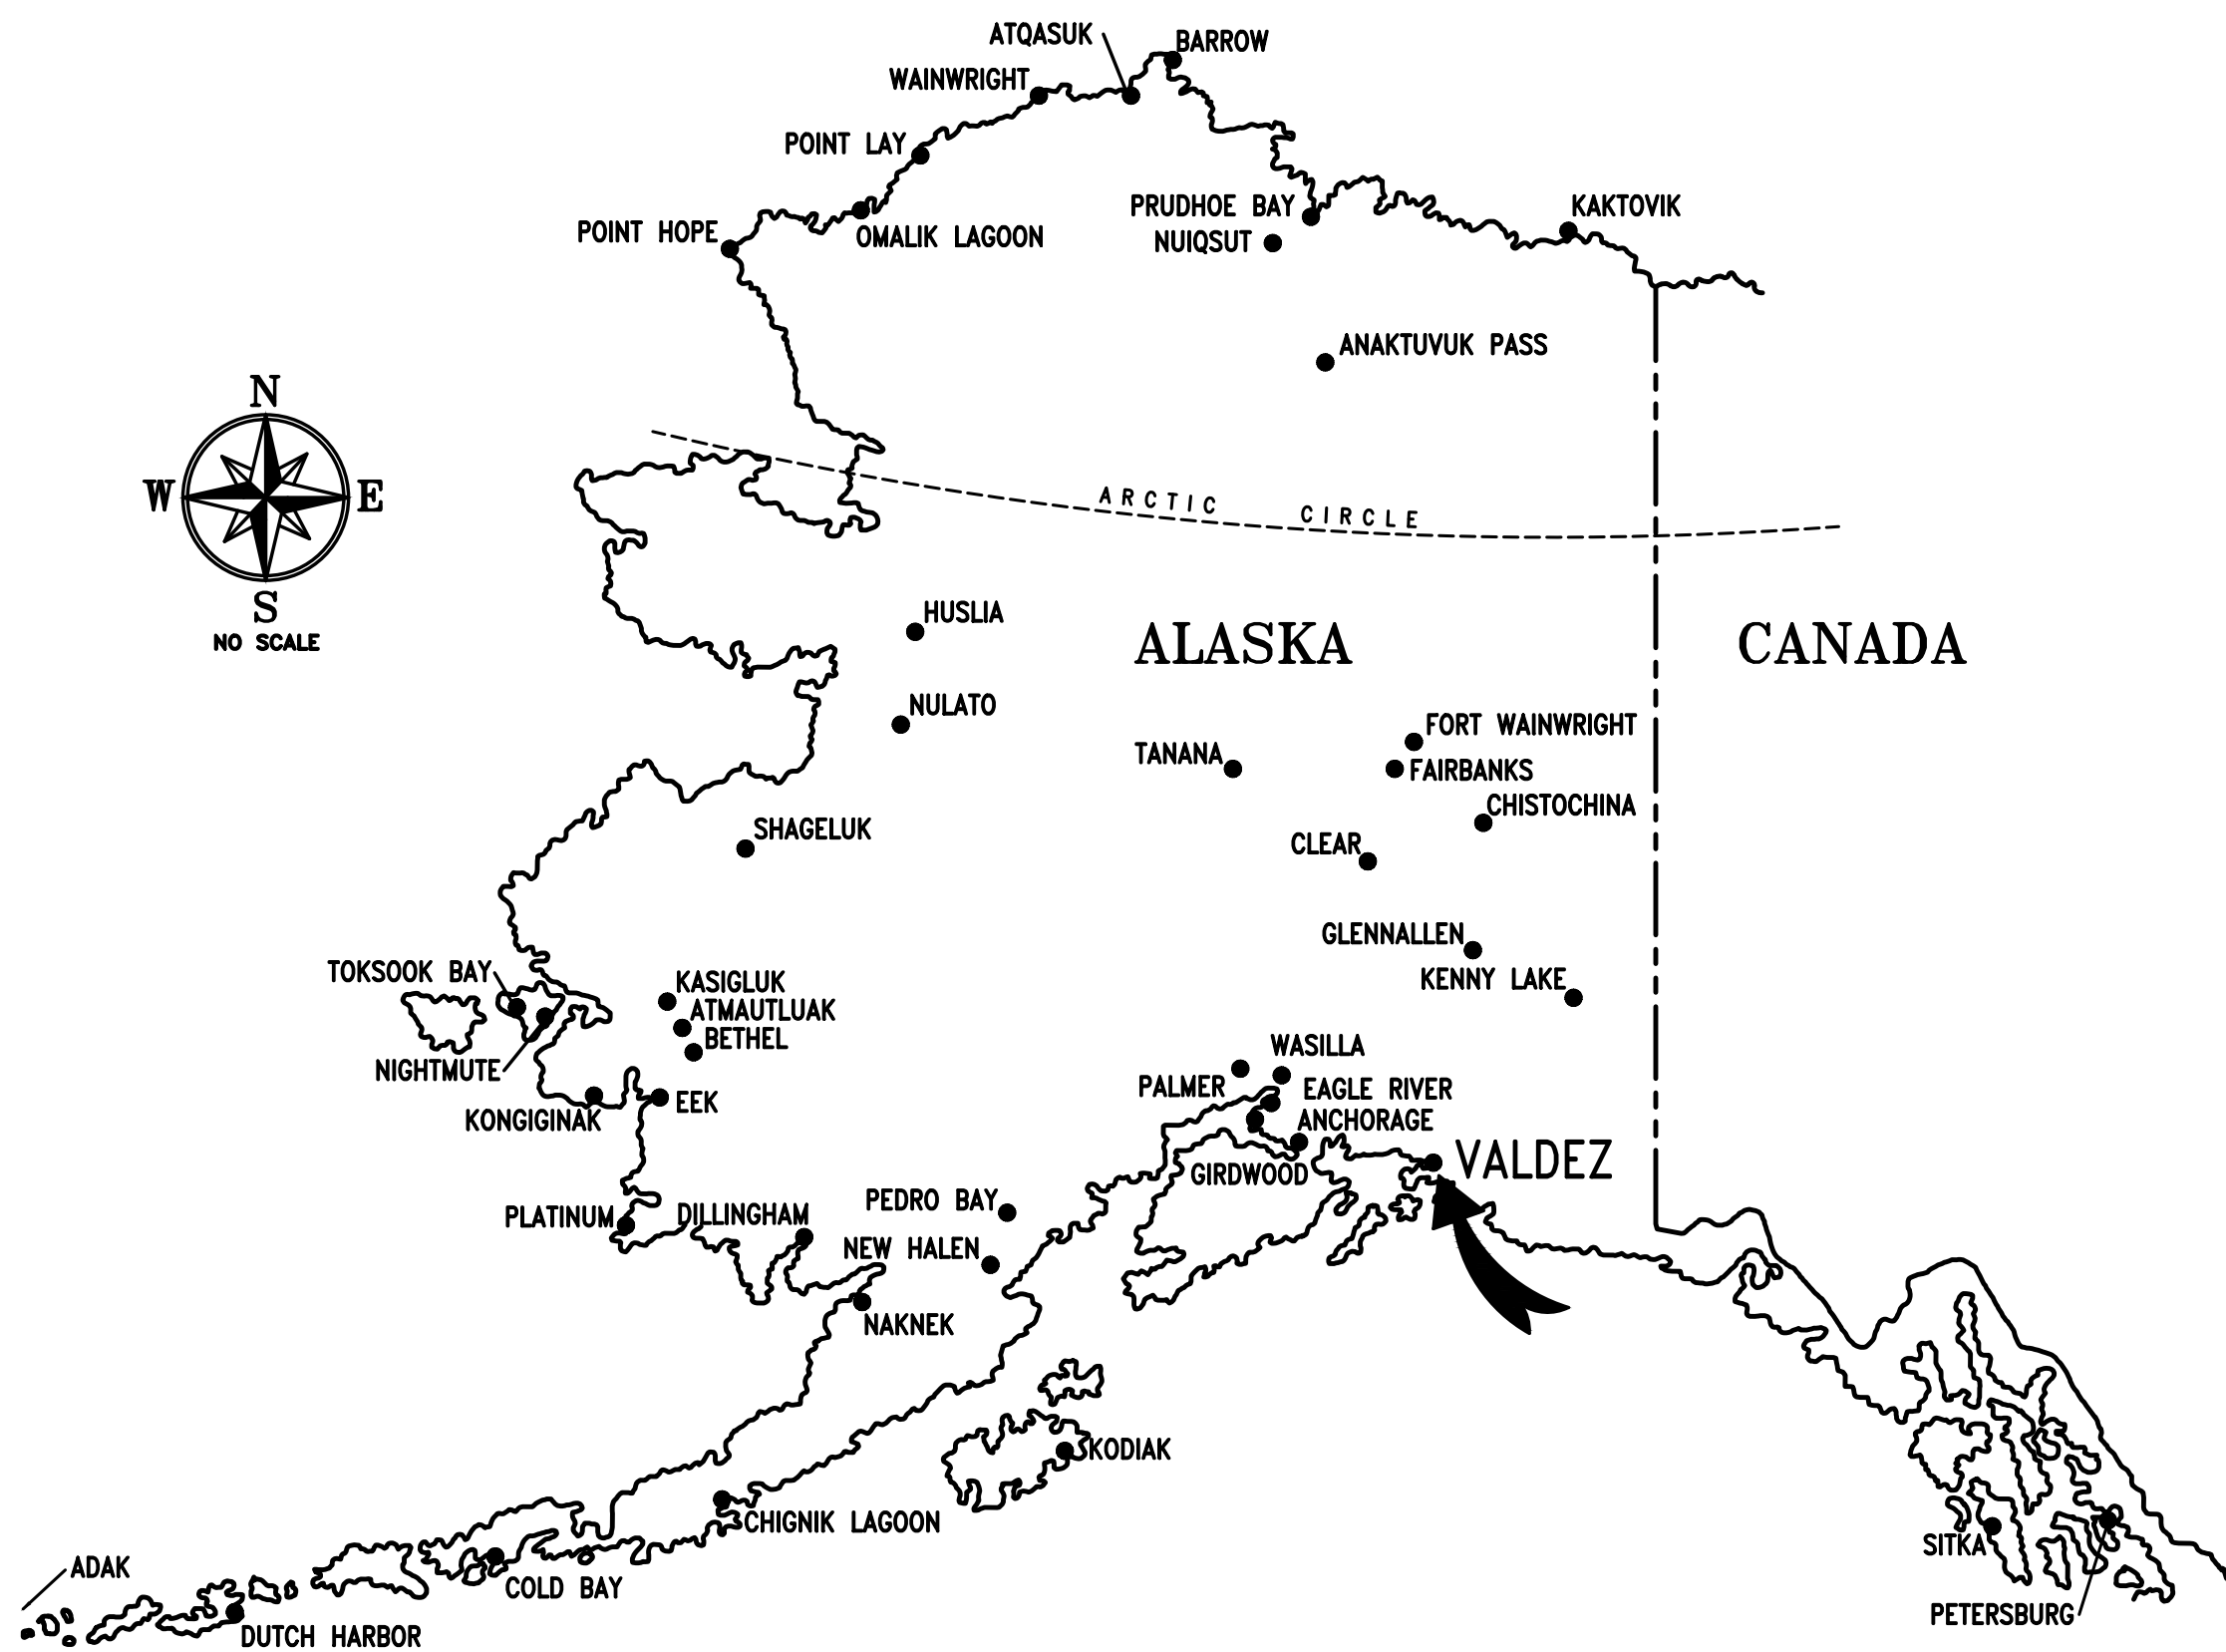 ATQASUK
BARROW
WAINWRIGHT
POINT LAY
PRUDHOE BAY
KAKTOVIK
POINT HOPE
OMALIK LAGOON
NUIQSUT
ANAKTUVUK PASS
N
W
E
S
NO SCALE
ARCTIC CIRCLE
HUSLIA
ALASKA
CANADA
NULATO
FORT WAINWRIGHT
TANANA
FAIRBANKS
CHISTOCHINA
SHAGELUK
CLEAR
GLENNALLEN
TOKSOOK BAY
KASIGLUK
KENNY LAKE
ATMAUTLUAK
BETHEL
WASILLA
NIGHTMUTE
PALMER
EAGLE RIVER
EEK
KONGIGINAK
ANCHORAGE
VALDEZ
GIRDWOOD
PEDRO BAY
PLATINUM
DILLINGHAM
NEW HALEN
NAKNEK
KODIAK
CHIGNIK LAGOON
SITKA
ADAK
COLD BAY
PETERSBURG
DUTCH HARBOR